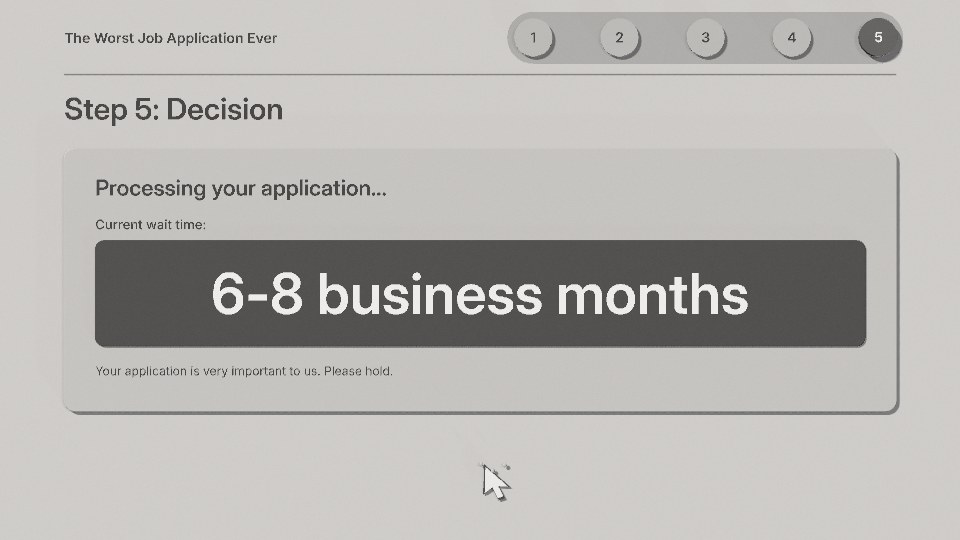 The Worst Job Application Ever
1 2 3 4 5
Step 5: Decision
Processing your application...
Current wait time:
6-8 business months
Your application is very important to us. Please hold.